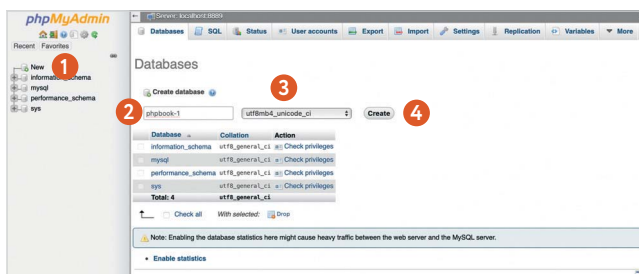 phpMyAdmin
Recent Favorites
New
information_schema
mysql
performance_schema
sys
1
Server: localhost:8889
Databases SQL Status User accounts Export Import Settings Replication Variables More
Databases
Create database
3
2
phpbook-1 utf8mb4_unicode_ci Create
4
Database Collation Action
information_schema utf8_general_ci Check privileges
mysql utf8_general_ci Check privileges
performance_schema utf8_general_ci Check privileges
sys utf8_general_ci Check privileges
Total: 4 utf8_general_ci
Check all With selected: Drop
Note: Enabling the database statistics here might cause heavy traffic between the web server and the MySQL server.
Enable statistics